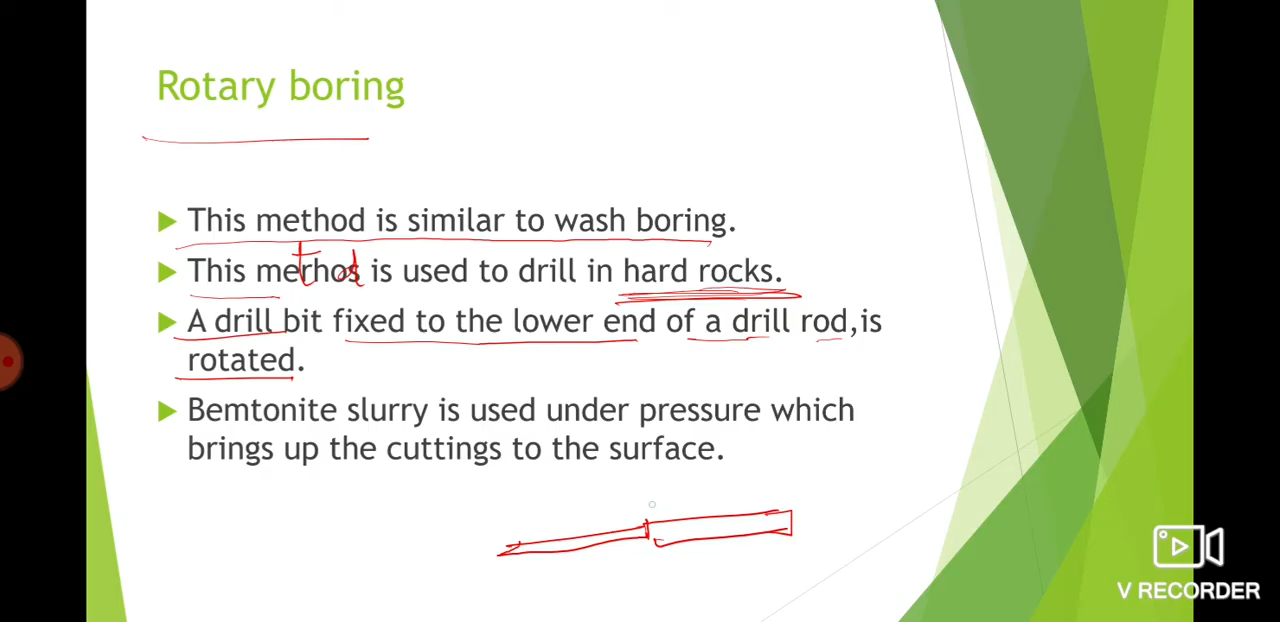 Rotary boring
This method is similar to wash boring.
This merhos is used to drill in hard rocks.
t d
A drill bit fixed to the lower end of a drill rod,is
rotated.
Bemtonite slurry is used under pressure which
brings up the cuttings to the surface.
V RECORDER